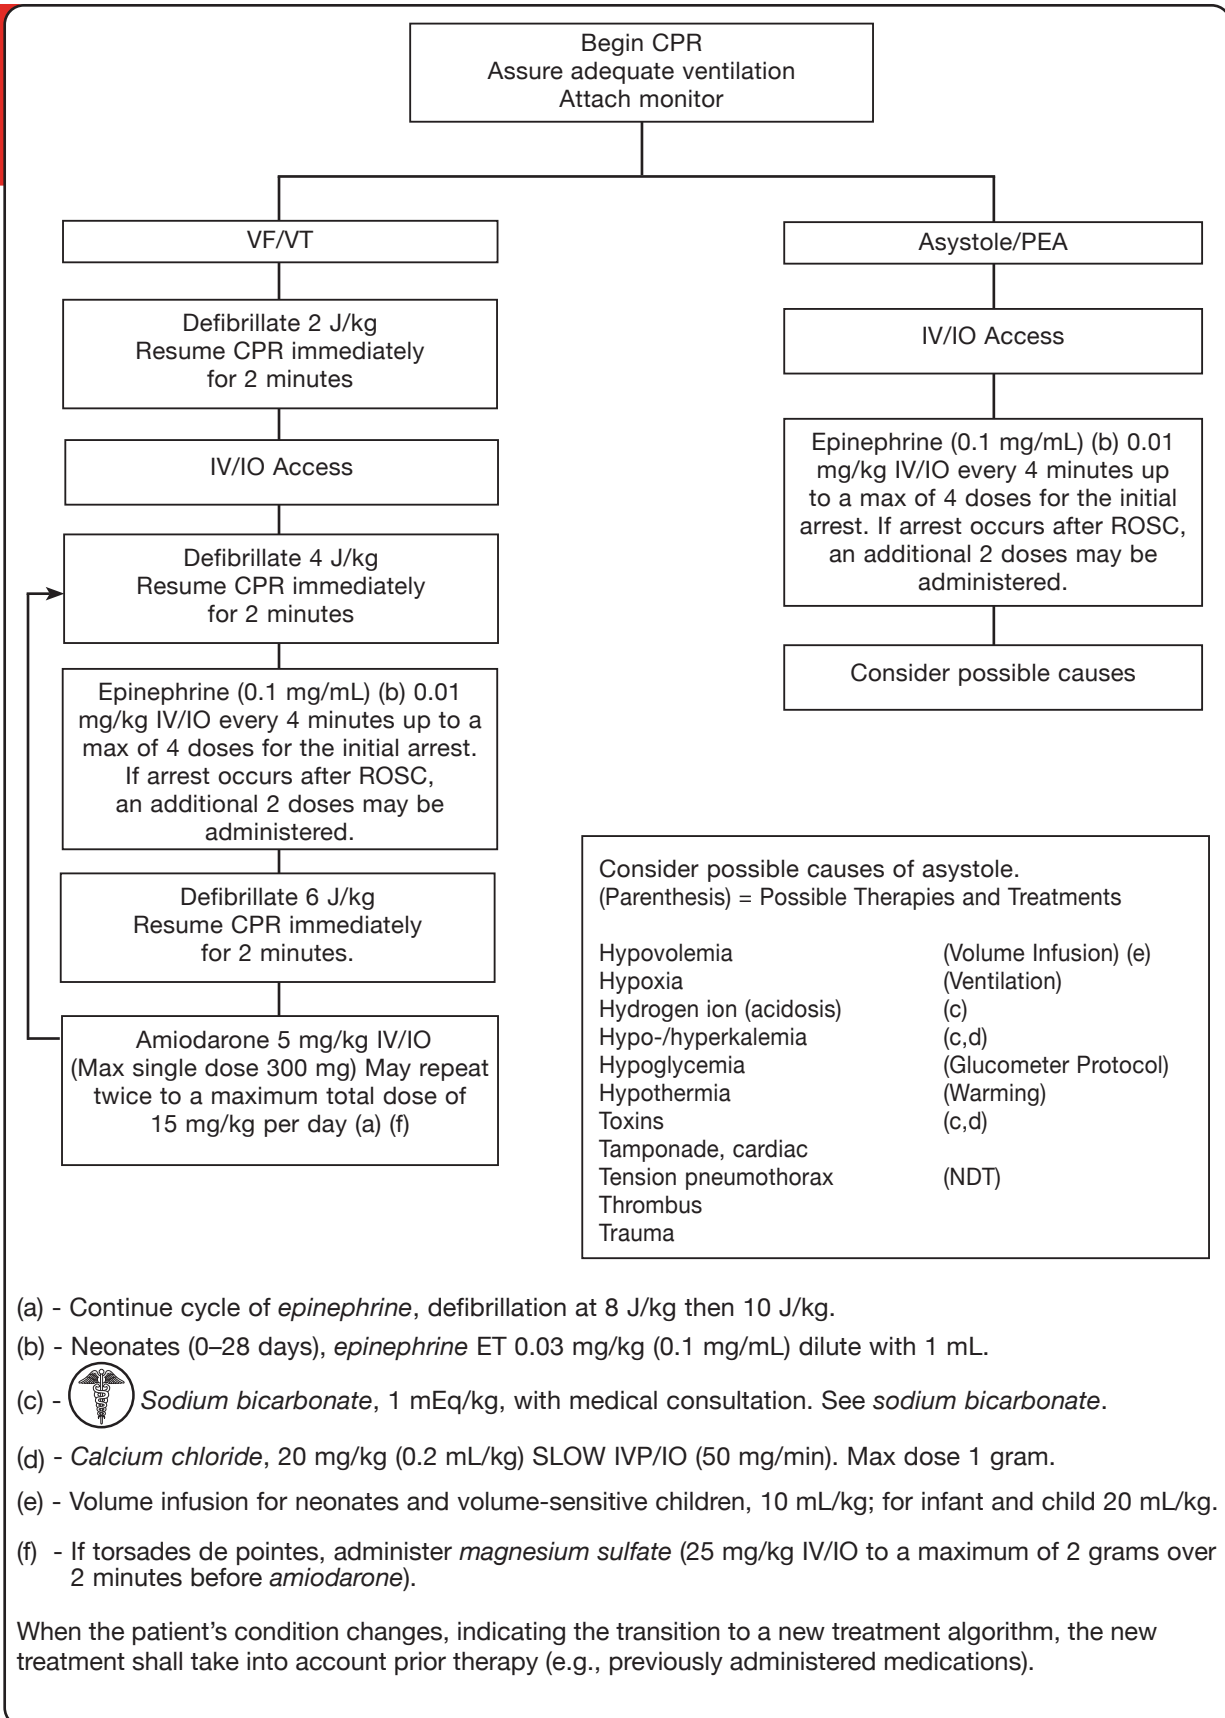 Begin CPR
Assure adequate ventilation
Attach monitor
VF/VT
Defibrillate 2 J/kg
Resume CPR immediately
for 2 minutes
IV/IO Access
Defibrillate 4 J/kg
Resume CPR immediately
for 2 minutes
Epinephrine (0.1 mg/mL) (b) 0.01
mg/kg IV/IO every 4 minutes up to a
max of 4 doses for the initial arrest.
If arrest occurs after ROSC,
an additional 2 doses may be
administered.
Defibrillate 6 J/kg
Resume CPR immediately
for 2 minutes.
Amiodarone 5 mg/kg IV/IO
(Max single dose 300 mg) May repeat
twice to a maximum total dose of
15 mg/kg per day (a) (f)
Asystole/PEA
IV/IO Access
Epinephrine (0.1 mg/mL) (b) 0.01
mg/kg IV/IO every 4 minutes up
to a max of 4 doses for the initial
arrest. If arrest occurs after ROSC,
an additional 2 doses may be
administered.
Consider possible causes
Consider possible causes of asystole.
(Parenthesis) = Possible Therapies and Treatments
Hypovolemia (Volume Infusion) (e)
Hypoxia (Ventilation)
Hydrogen ion (acidosis) (c)
Hypo-/hyperkalemia (c,d)
Hypoglycemia (Glucometer Protocol)
Hypothermia (Warming)
Toxins (c,d)
Tamponade, cardiac
Tension pneumothorax (NDT)
Thrombus
Trauma
(a) - Continue cycle of epinephrine, defibrillation at 8 J/kg then 10 J/kg.
(b) - Neonates (0–28 days), epinephrine ET 0.03 mg/kg (0.1 mg/mL) dilute with 1 mL.
(c) - Sodium bicarbonate, 1 mEq/kg, with medical consultation. See sodium bicarbonate.
(d) - Calcium chloride, 20 mg/kg (0.2 mL/kg) SLOW IVP/IO (50 mg/min). Max dose 1 gram.
(e) - Volume infusion for neonates and volume-sensitive children, 10 mL/kg; for infant and child 20 mL/kg.
(f) - If torsades de pointes, administer magnesium sulfate (25 mg/kg IV/IO to a maximum of 2 grams over
2 minutes before amiodarone).
When the patient’s condition changes, indicating the transition to a new treatment algorithm, the new
treatment shall take into account prior therapy (e.g., previously administered medications).